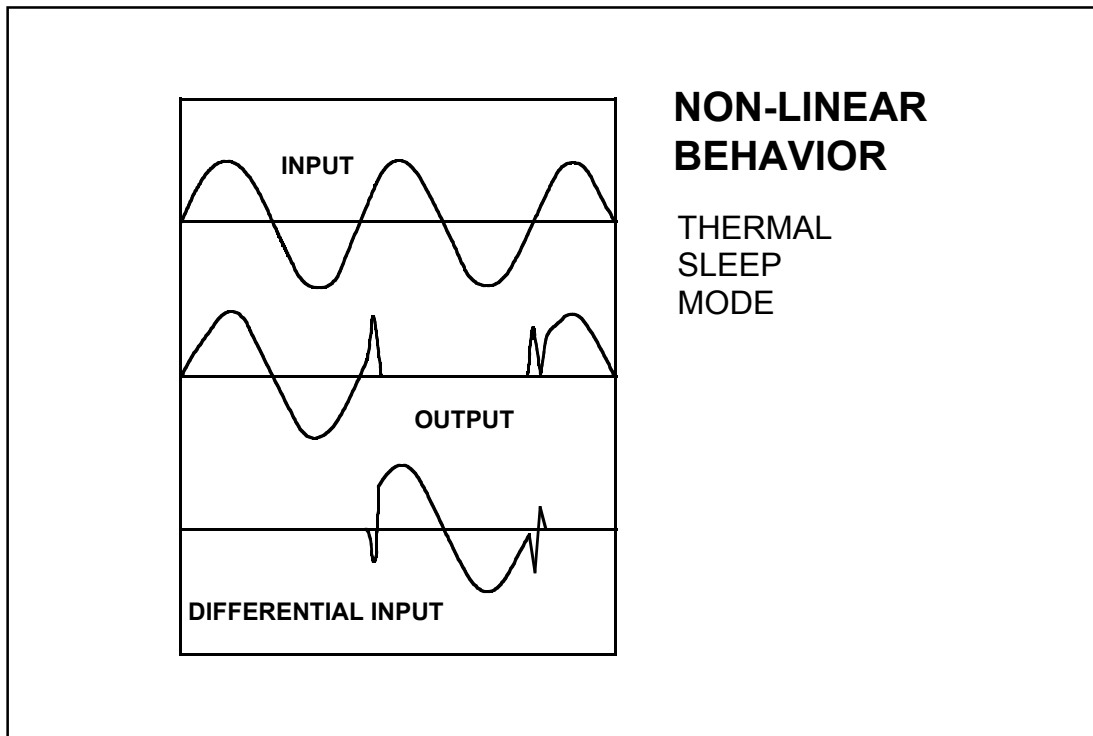 NON-LINEAR
BEHAVIOR
THERMAL
SLEEP
MODE
INPUT
OUTPUT
DIFFERENTIAL INPUT